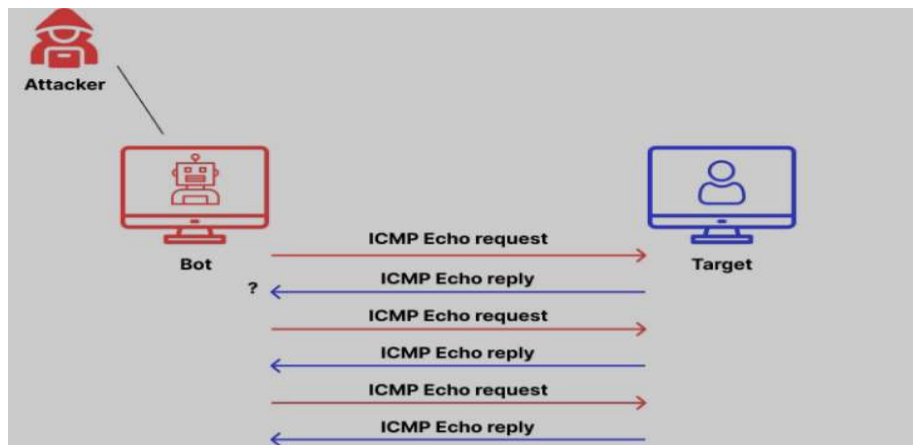 Attacker
ICMP Echo request
Bot
Target
ICMP Echo reply
?
ICMP Echo request
ICMP Echo reply
ICMP Echo request
ICMP Echo reply